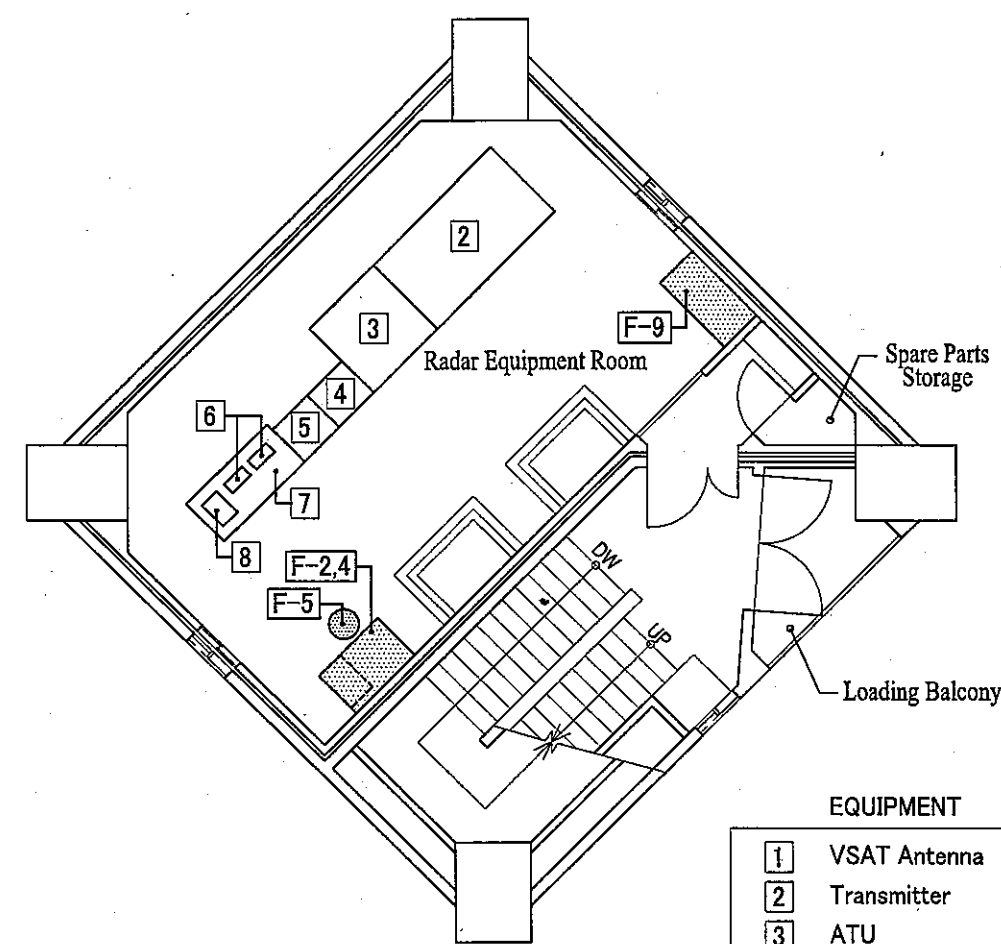 2
3
F-9
Radar Equipment Room
Spare Parts
Storage
4
6
5
7
8
F-2,4
F-5
DW
UP
Loading Balcony
EQUIPMENT
1 VSAT Antenna
2 Transmitter
3 ATU